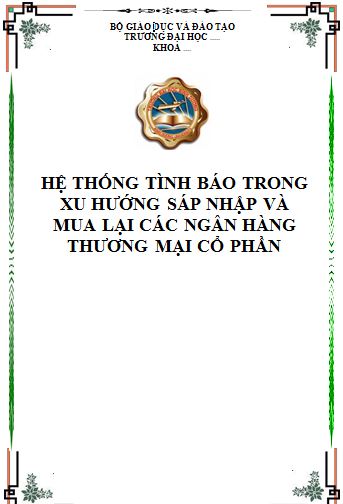 BỘ GIÁO DỤC VÀ ĐÀO TẠO
TRƯỜNG ĐẠI HỌC ....
KHOA ....
HỆ THỐNG TÌNH BÁO TRONG
XU HƯỚNG SÁP NHẬP VÀ
MUA LẠI CÁC NGÂN HÀNG
THƯƠNG MẠI CỔ PHẦN